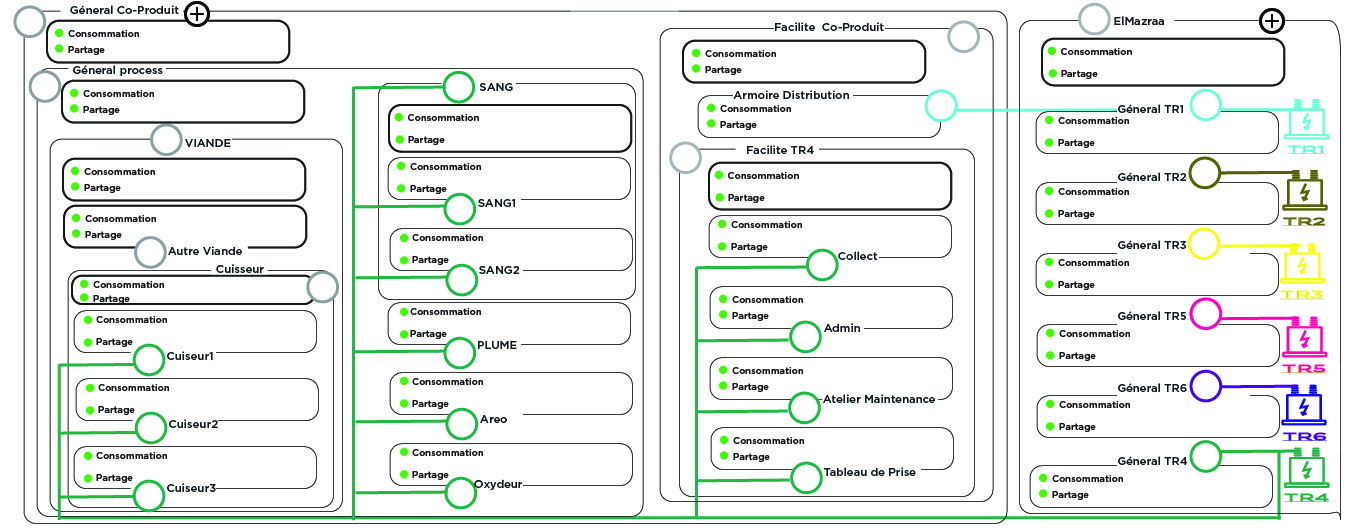 Géneral Co-Produit
Consommation
Partage
Géneral process
Consommation
Partage
VIANDE
Consommation
Partage
Consommation
Partage
Autre Viande
Cuisseur
Consommation
Partage
Consommation
Partage
Cuiseur1
Consommation
Partage
Cuiseur2
Consommation
Partage
Cuiseur3
SANG
Consommation
Partage
Consommation
Partage
SANG1
Consommation
Partage
SANG2
Consommation
Partage
PLUME
Consommation
Partage
Areo
Consommation
Partage
Oxydeur
Facilite Co-Produit
Consommation
Partage
Armoire Distribution
Consommation
Partage
Facilite TR4
Consommation
Partage
Consommation
Partage
Collect
Consommation
Partage
Admin
Consommation
Partage
Atelier Maintenance
Consommation
Partage
Tableau de Prise
ElMazraa
Consommation
Partage
Géneral TR1
Consommation
Partage
TR1
Géneral TR2
Consommation
Partage
TR2
Géneral TR3
Consommation
Partage
TR3
Géneral TR5
Consommation
Partage
TR5
Géneral TR6
Consommation
Partage
TR6
Géneral TR4
Consommation
Partage
TR4